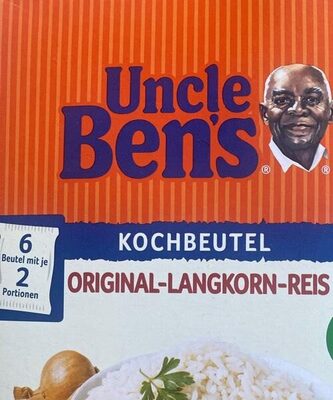 Uncle
Ben's®
®
KOCHBEUTEL
6
Beutel mit je
2
Portionen
ORIGINAL-LANGKORN-REIS